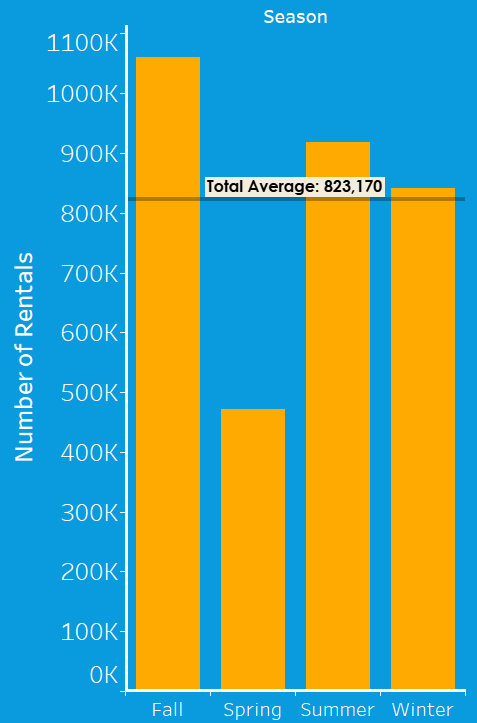 Season
1100K
1000K
900K
Total Average: 823,170
800K
700K
Number of Rentals
600K
500K
400K
300K
200K
100K
0K
Fall Spring Summer Winter